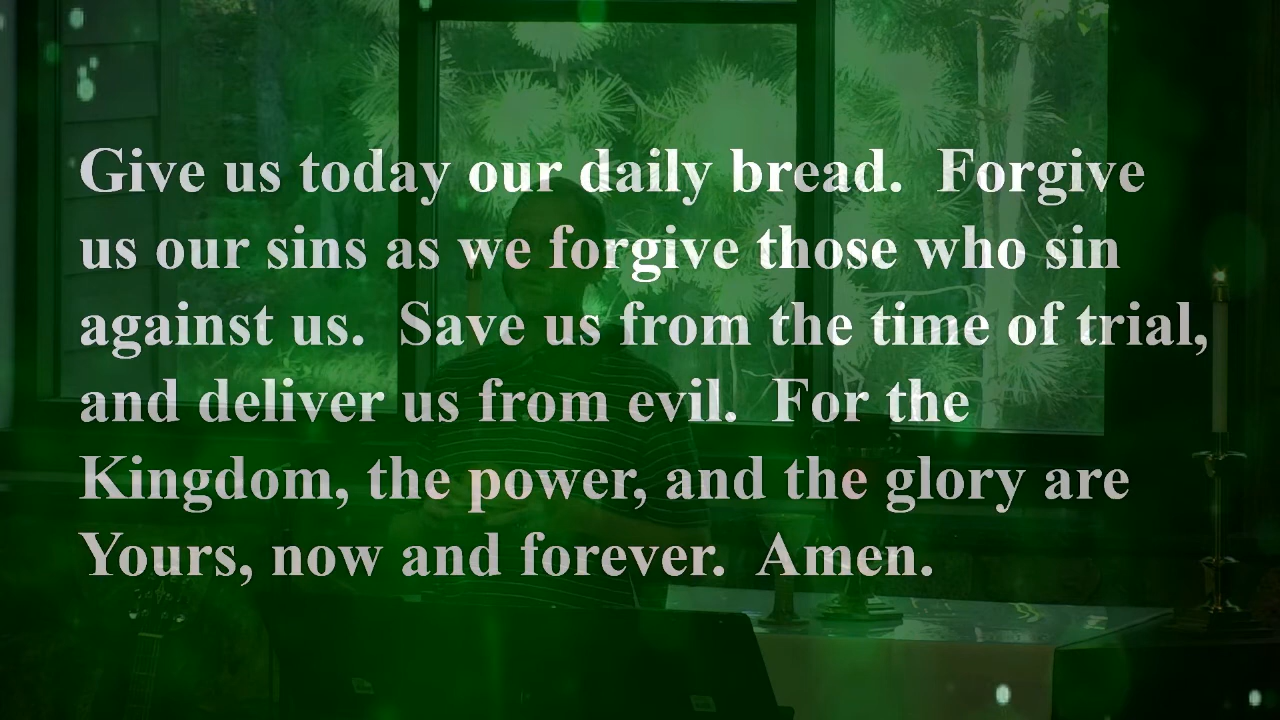 Give us today our daily bread.  Forgive
us our sins as we forgive those who sin
against us.  Save us from the time of trial,
and deliver us from evil.  For the
Kingdom, the power, and the glory are
Yours, now and forever.  Amen.